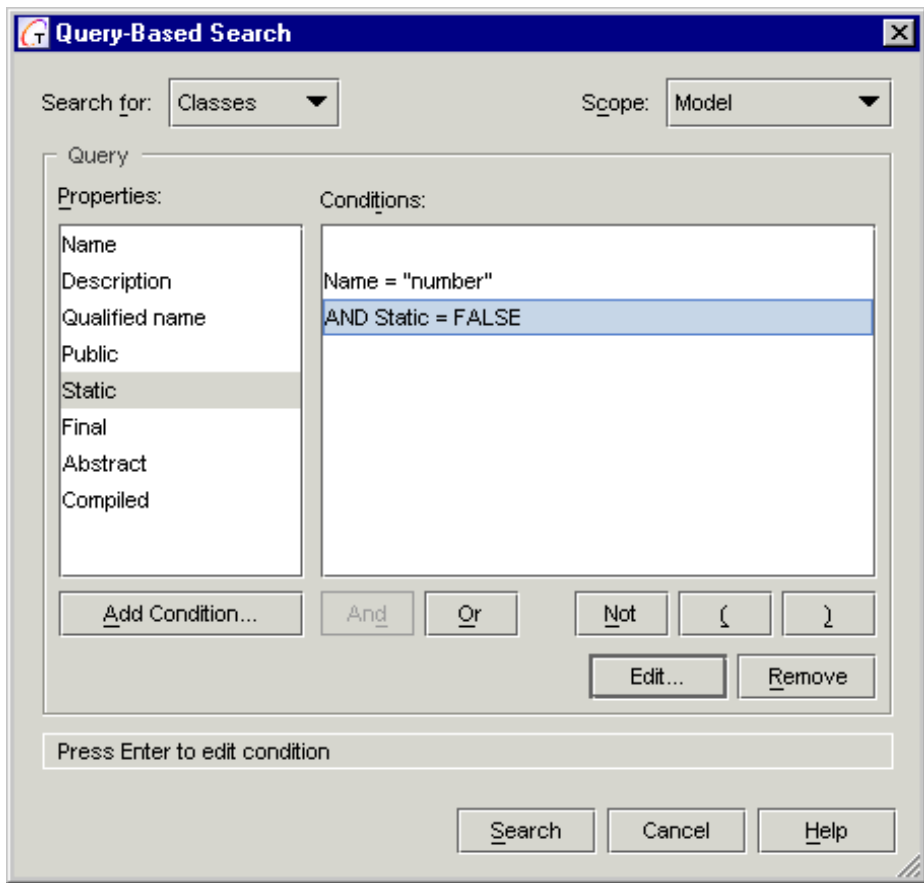 T Query-Based Search
Search for: Classes Scope: Model
Query
Properties: Conditions:
Name
Description Name = "number"
Qualified name AND Static = FALSE
Public
Static
Final
Abstract
Compiled
Add Condition... And Or Not ( )
Edit... Remove
Press Enter to edit condition
Search Cancel Help